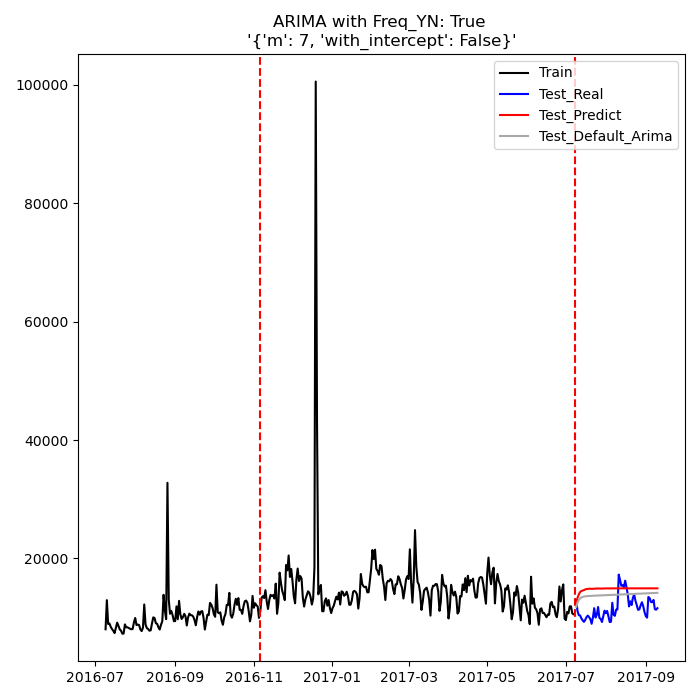 ARIMA with Freq_YN: True
'{'m': 7, 'with_intercept': False}'
Train
Test_Real
Test_Predict
Test_Default_Arima
100000
80000
60000
40000
20000
2016-07
2016-09
2016-11
2017-01
2017-03
2017-05
2017-07
2017-09